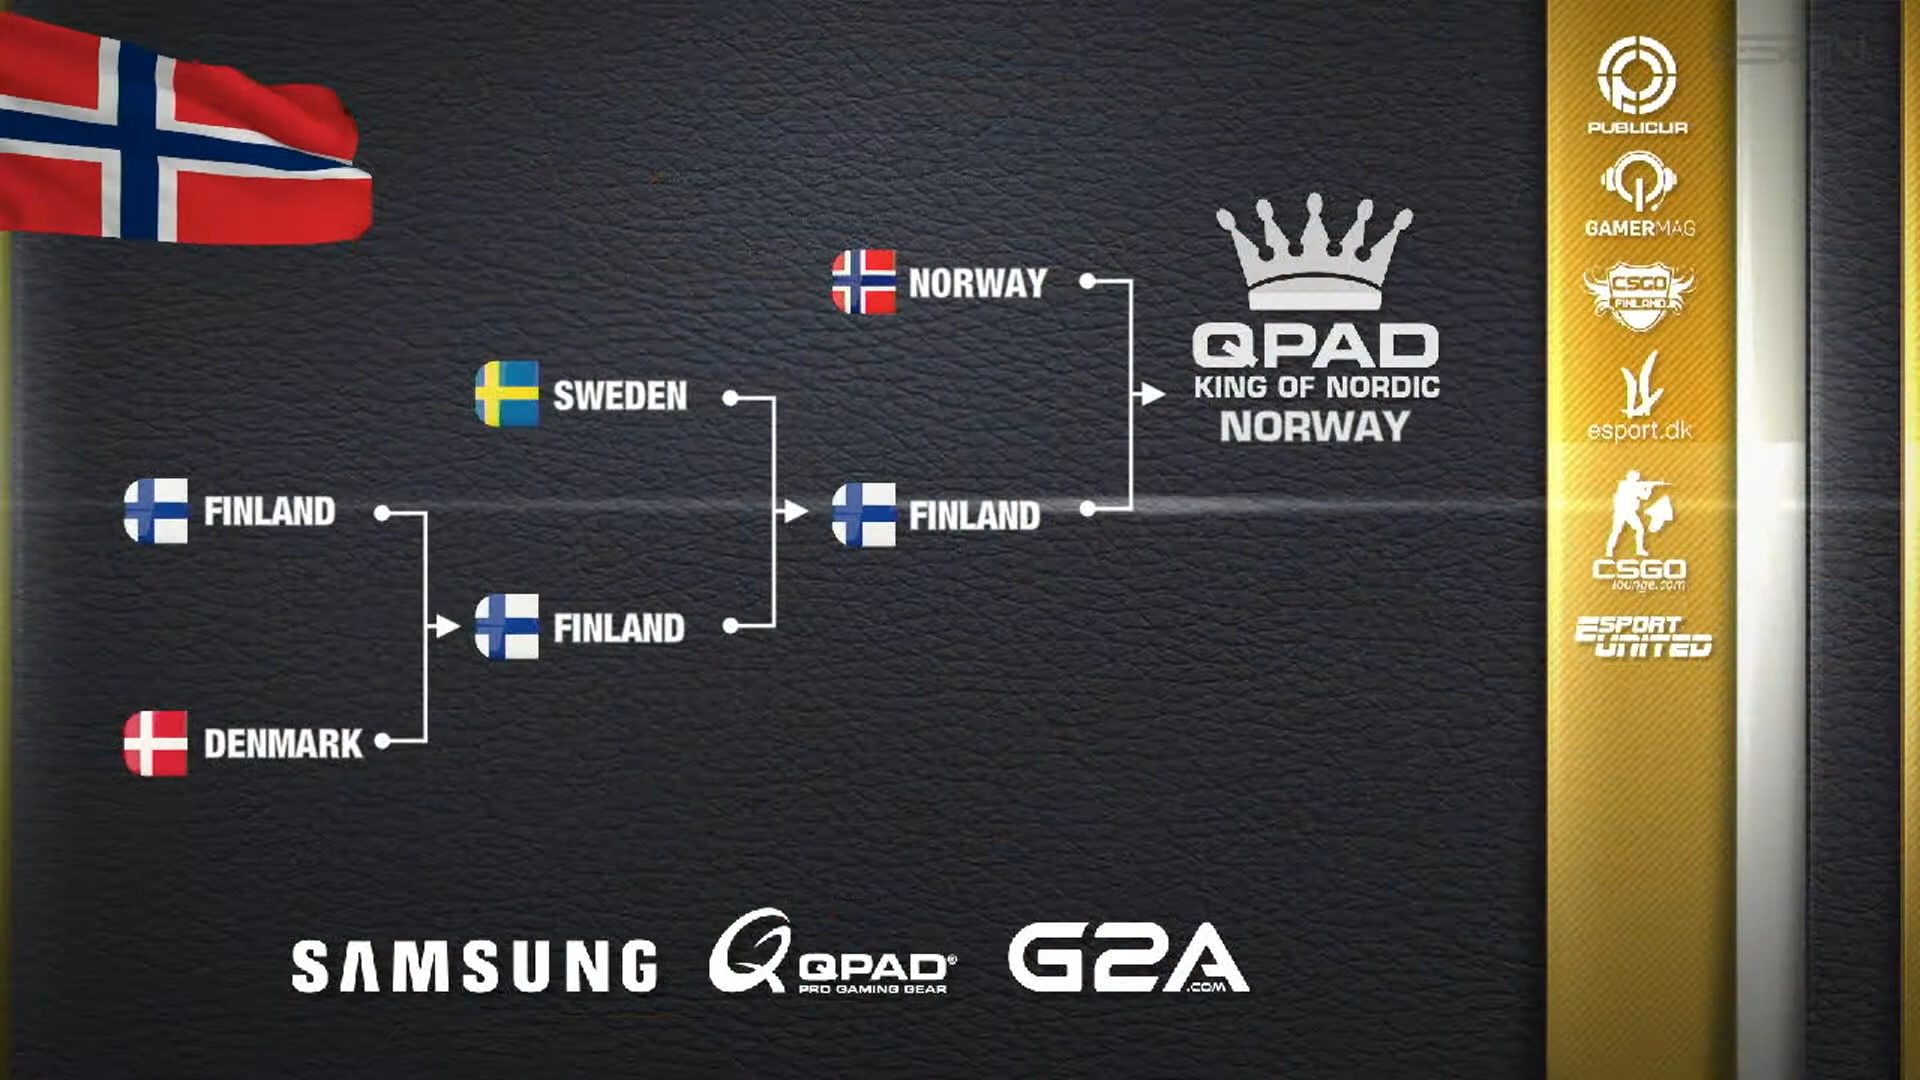 NORWAY
SWEDEN
FINLAND
FINLAND
FINLAND
DENMARK
QPAD
KING OF NORDIC
NORWAY
PUBLICUR
GAMERMAG
CSGO
FINLAND
esport.dk
CSGO
lounge.com
ESPORT
UNITED
SAMSUNG
QPAD®
PRO GAMING GEAR
G2A
.COM